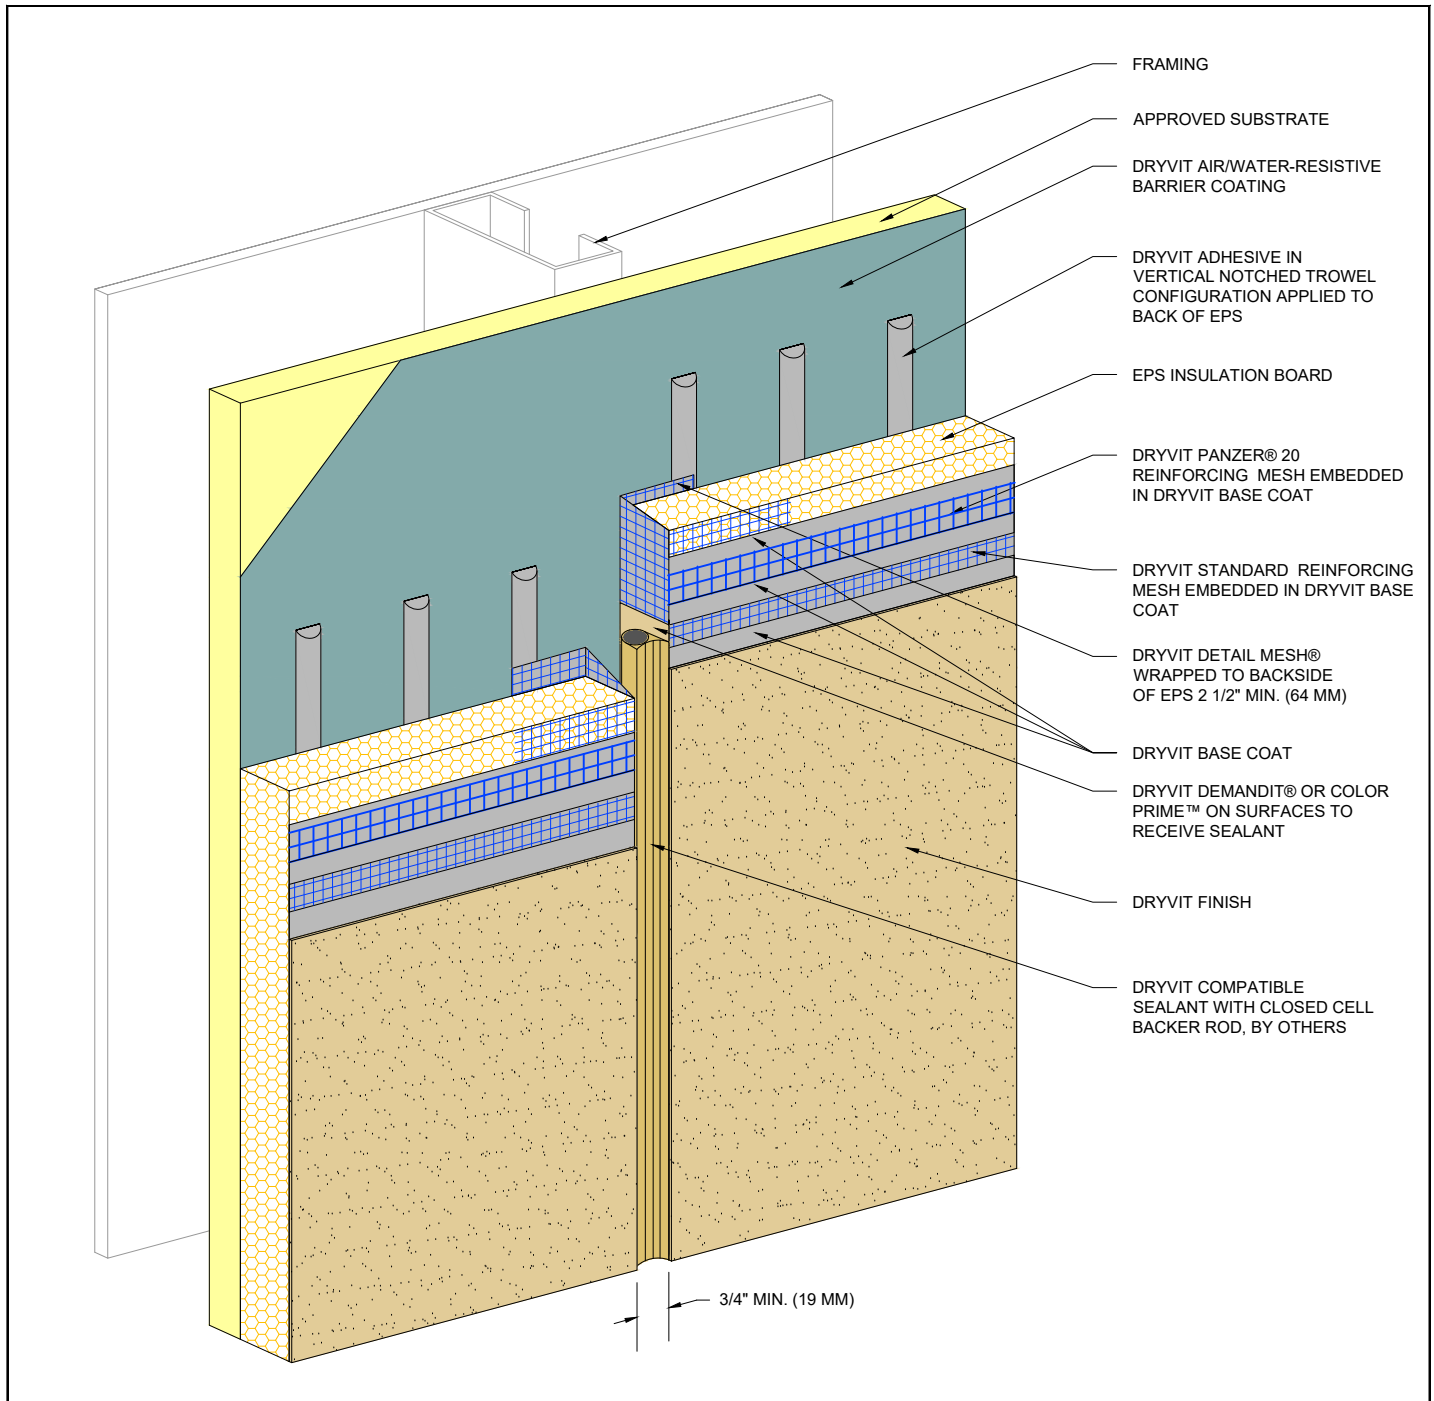 FRAMING
APPROVED SUBSTRATE
DRYVIT AIR/WATER-RESISTIVE
BARRIER COATING
DRYVIT ADHESIVE IN
VERTICAL NOTCHED TROWEL
CONFIGURATION APPLIED TO
BACK OF EPS
EPS INSULATION BOARD
DRYVIT PANZER® 20
REINFORCING MESH EMBEDDED
IN DRYVIT BASE COAT
DRYVIT STANDARD REINFORCING
MESH EMBEDDED IN DRYVIT BASE
COAT
DRYVIT DETAIL MESH®
WRAPPED TO BACKSIDE
OF EPS 2 1/2" MIN. (64 MM)
DRYVIT BASE COAT
DRYVIT DEMANDIT® OR COLOR
PRIME™ ON SURFACES TO
RECEIVE SEALANT
DRYVIT FINISH
DRYVIT COMPATIBLE
SEALANT WITH CLOSED CELL
BACKER ROD, BY OTHERS
3/4" MIN. (19 MM)